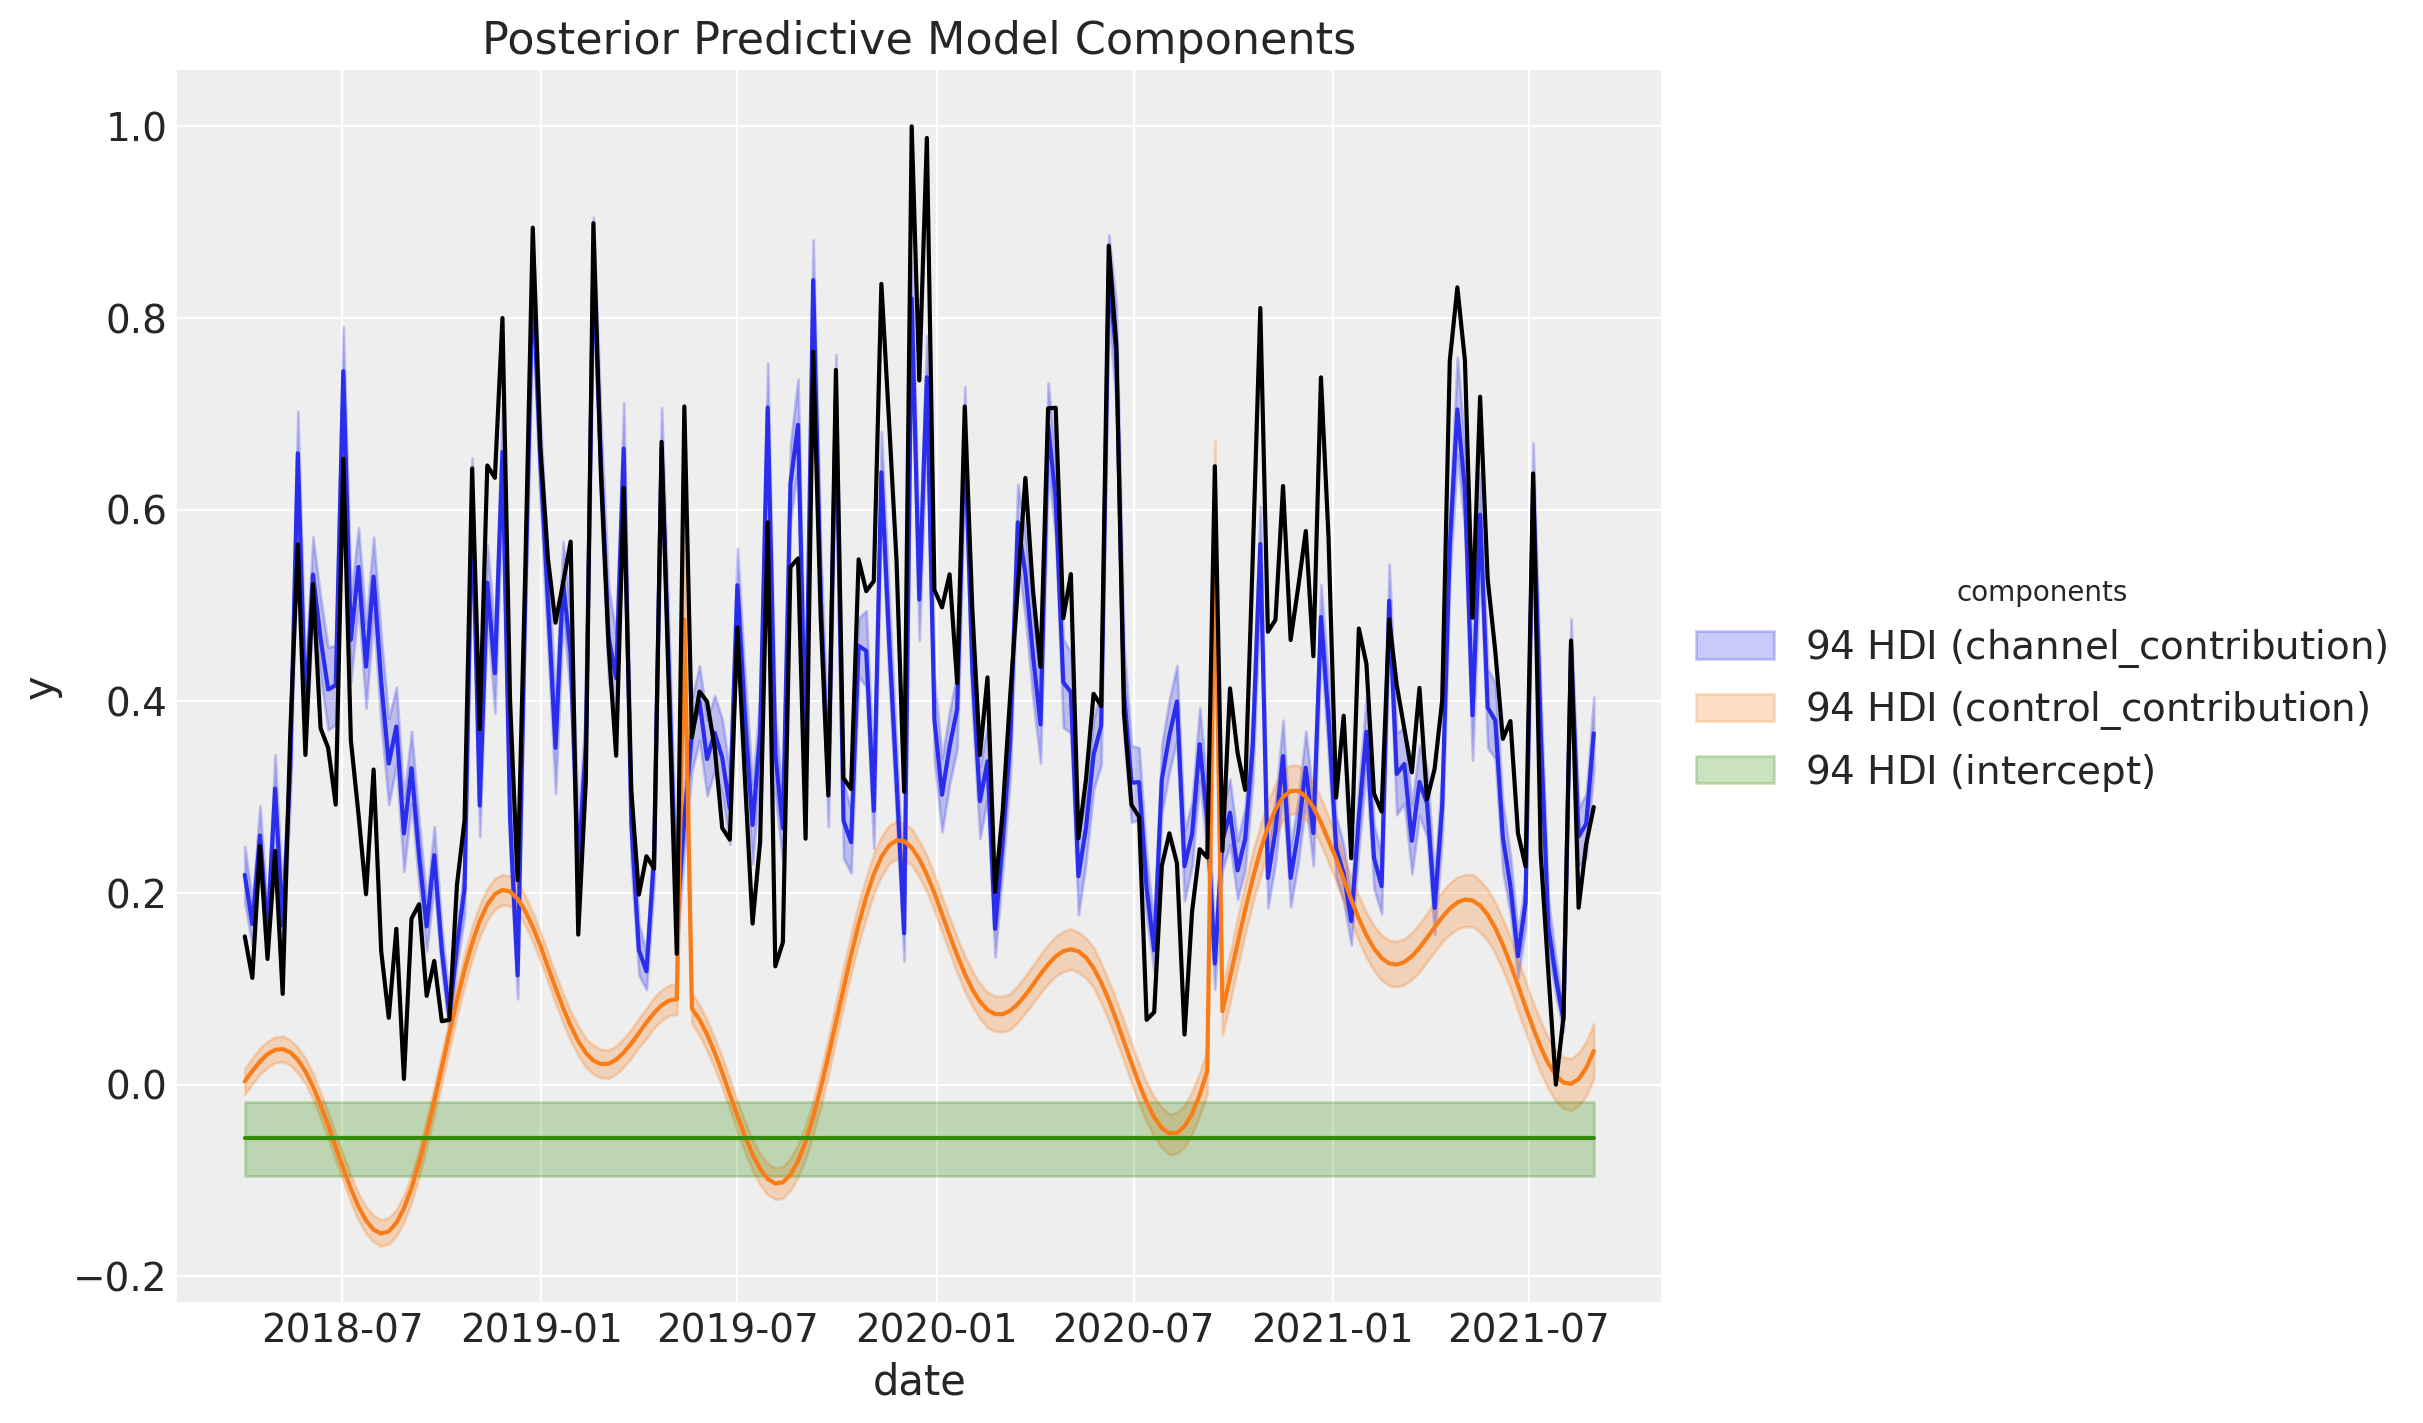 Posterior Predictive Model Components
1.0
0.8
0.6
0.4
0.2
0.0
−0.2
y
2018-07
2019-01
2019-07
2020-01
2020-07
2021-01
2021-07
date
components
94 HDI (channel_contribution)
94 HDI (control_contribution)
94 HDI (intercept)